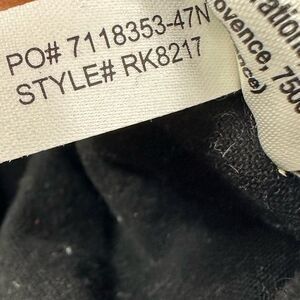 PO# 7118353-47N
STYLE# RK8217
ovence, 750